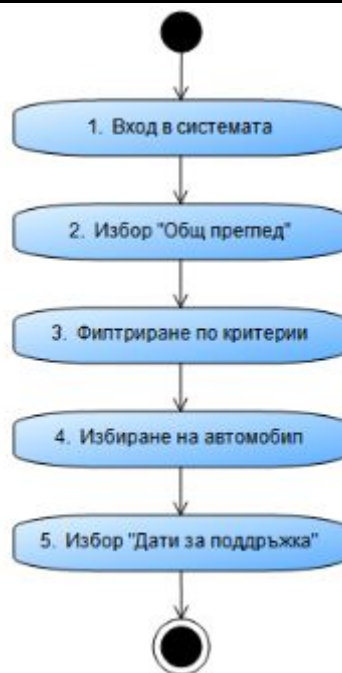 1. Вход в системата
2. Избор "Общ преглед"
3. Филтриране по критерии
4. Избиране на автомобил
5. Избор "Дати за поддръжка"